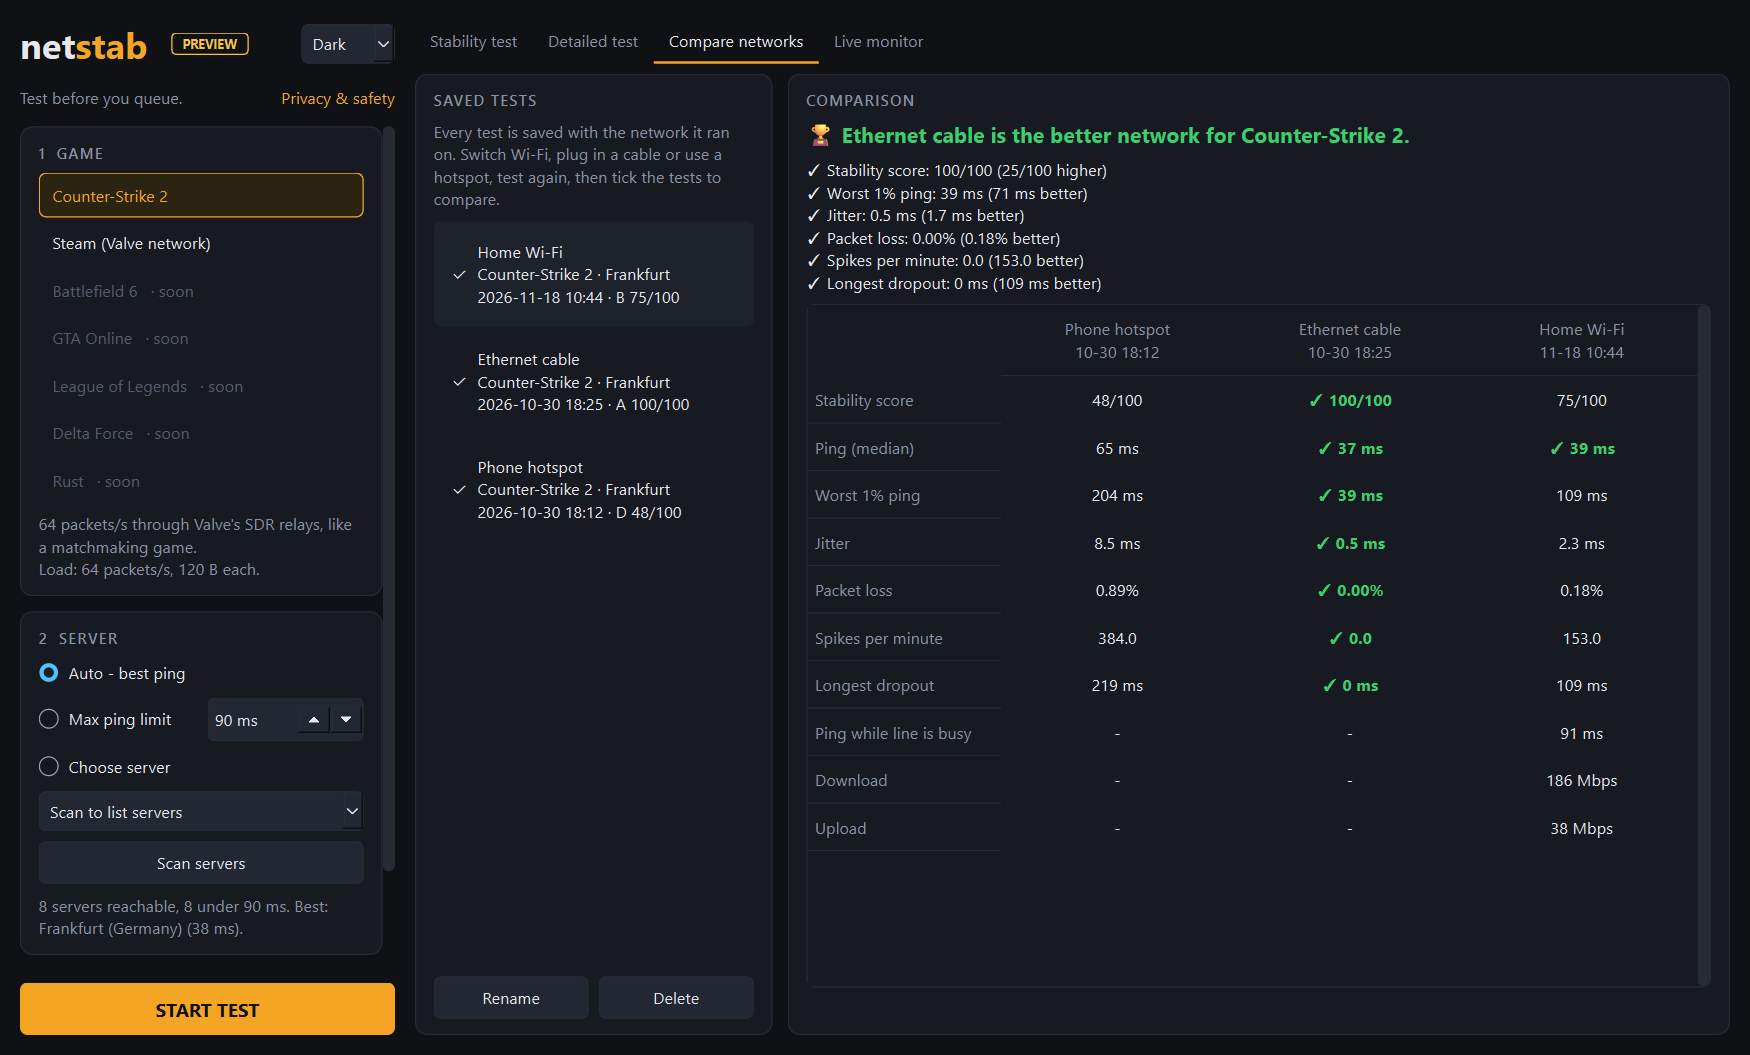 netstab
PREVIEW
Dark
Test before you queue.
Privacy & safety
1 GAME
Counter-Strike 2
Steam (Valve network)
Battlefield 6 · soon
GTA Online · soon
League of Legends · soon
Delta Force · soon
Rust · soon
64 packets/s through Valve's SDR relays, like
a matchmaking game.
Load: 64 packets/s, 120 B each.
2 SERVER
Auto - best ping
Max ping limit
90 ms
Choose server
Scan to list servers
Scan servers
8 servers reachable, 8 under 90 ms. Best:
Frankfurt (Germany) (38 ms).
START TEST
Stability test
Detailed test
Compare networks
Live monitor
SAVED TESTS
Every test is saved with the network it ran
on. Switch Wi-Fi, plug in a cable or use a
hotspot, test again, then tick the tests to
compare.
Home Wi-Fi
✓ Counter-Strike 2 · Frankfurt
2026-11-18 10:44 · B 75/100
Ethernet cable
✓ Counter-Strike 2 · Frankfurt
2026-10-30 18:25 · A 100/100
Phone hotspot
✓ Counter-Strike 2 · Frankfurt
2026-10-30 18:12 · D 48/100
Rename
Delete
COMPARISON
🏆 Ethernet cable is the better network for Counter-Strike 2.
✓ Stability score: 100/100 (25/100 higher)
✓ Worst 1% ping: 39 ms (71 ms better)
✓ Jitter: 0.5 ms (1.7 ms better)
✓ Packet loss: 0.00% (0.18% better)
✓ Spikes per minute: 0.0 (153.0 better)
✓ Longest dropout: 0 ms (109 ms better)
Phone hotspot Ethernet cable Home Wi-Fi
10-30 18:12 10-30 18:25 11-18 10:44
Stability score 48/100 ✓ 100/100 75/100
Ping (median) 65 ms ✓ 37 ms ✓ 39 ms
Worst 1% ping 204 ms ✓ 39 ms 109 ms
Jitter 8.5 ms ✓ 0.5 ms 2.3 ms
Packet loss 0.89% ✓ 0.00% 0.18%
Spikes per minute 384.0 ✓ 0.0 153.0
Longest dropout 219 ms ✓ 0 ms 109 ms
Ping while line is busy - - 91 ms
Download - - 186 Mbps
Upload - - 38 Mbps